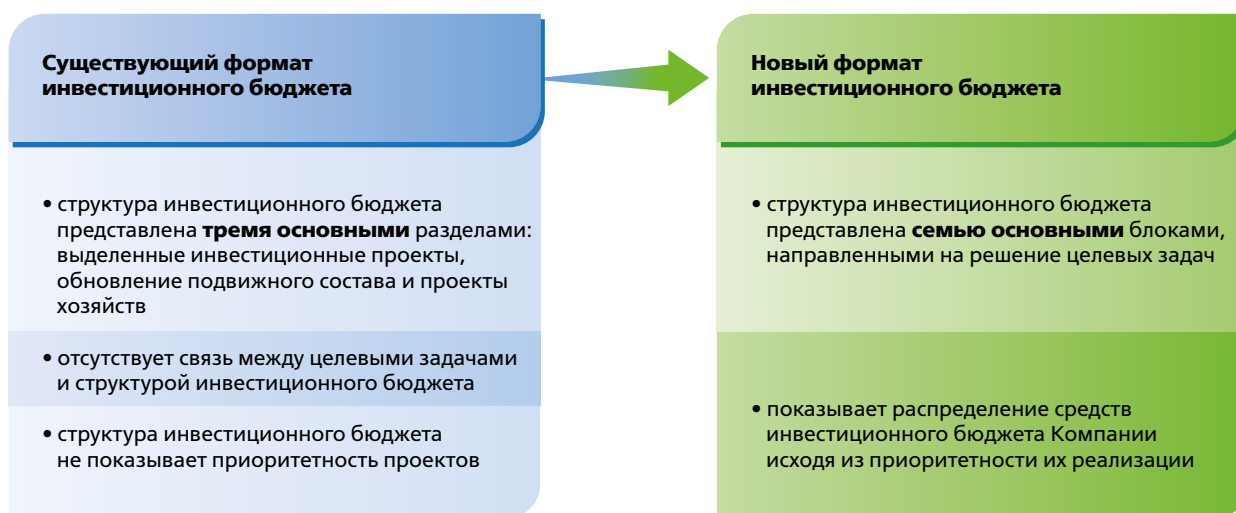 Существующий формат
инвестиционного бюджета
• структура инвестиционного бюджета
представлена тремя основными разделами:
выделенные инвестиционные проекты,
обновление подвижного состава и проекты
хозяйств
• отсутствует связь между целевыми задачами
и структурой инвестиционного бюджета
• структура инвестиционного бюджета
не показывает приоритетность проектов
Новый формат
инвестиционного бюджета
• структура инвестиционного бюджета
представлена семью основными блоками,
направленными на решение целевых задач
• показывает распределение средств
инвестиционного бюджета Компании
исходя из приоритетности их реализации